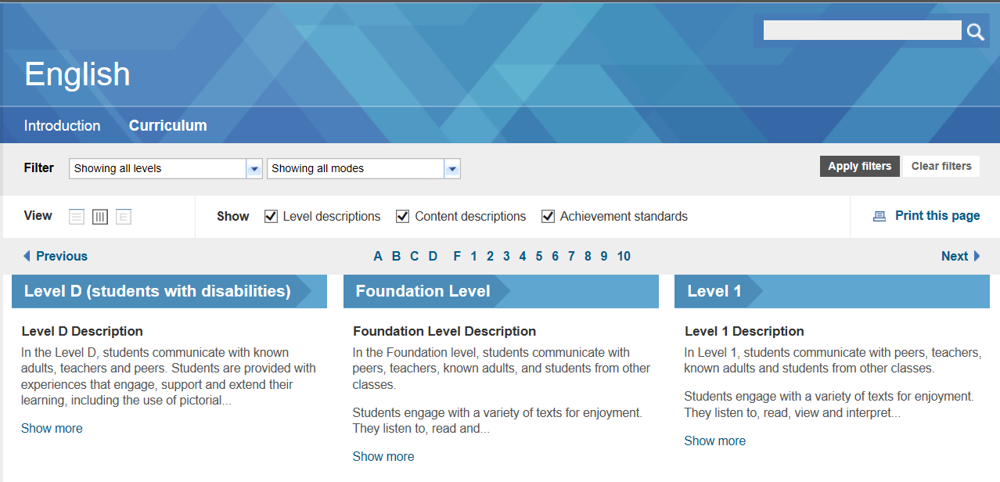 English
Introduction Curriculum
Filter Showing all levels Showing all modes Apply filters Clear filters
View Show Level descriptions Content descriptions Achievement standards Print this page
Previous A B C D F 1 2 3 4 5 6 7 8 9 10 Next
Level D (students with disabilities)
Level D Description
In the Level D, students communicate with known
adults, teachers and peers. Students are provided with
experiences that engage, support and extend their
learning, including the use of pictorial...
Show more
Foundation Level
Foundation Level Description
In the Foundation level, students communicate with
peers, teachers, known adults, and students from other
classes.
Students engage with a variety of texts for enjoyment.
They listen to, read and...
Show more
Level 1
Level 1 Description
In Level 1, students communicate with peers, teachers,
known adults and students from other classes.
Students engage with a variety of texts for enjoyment.
They listen to, read, view and interpret...
Show more